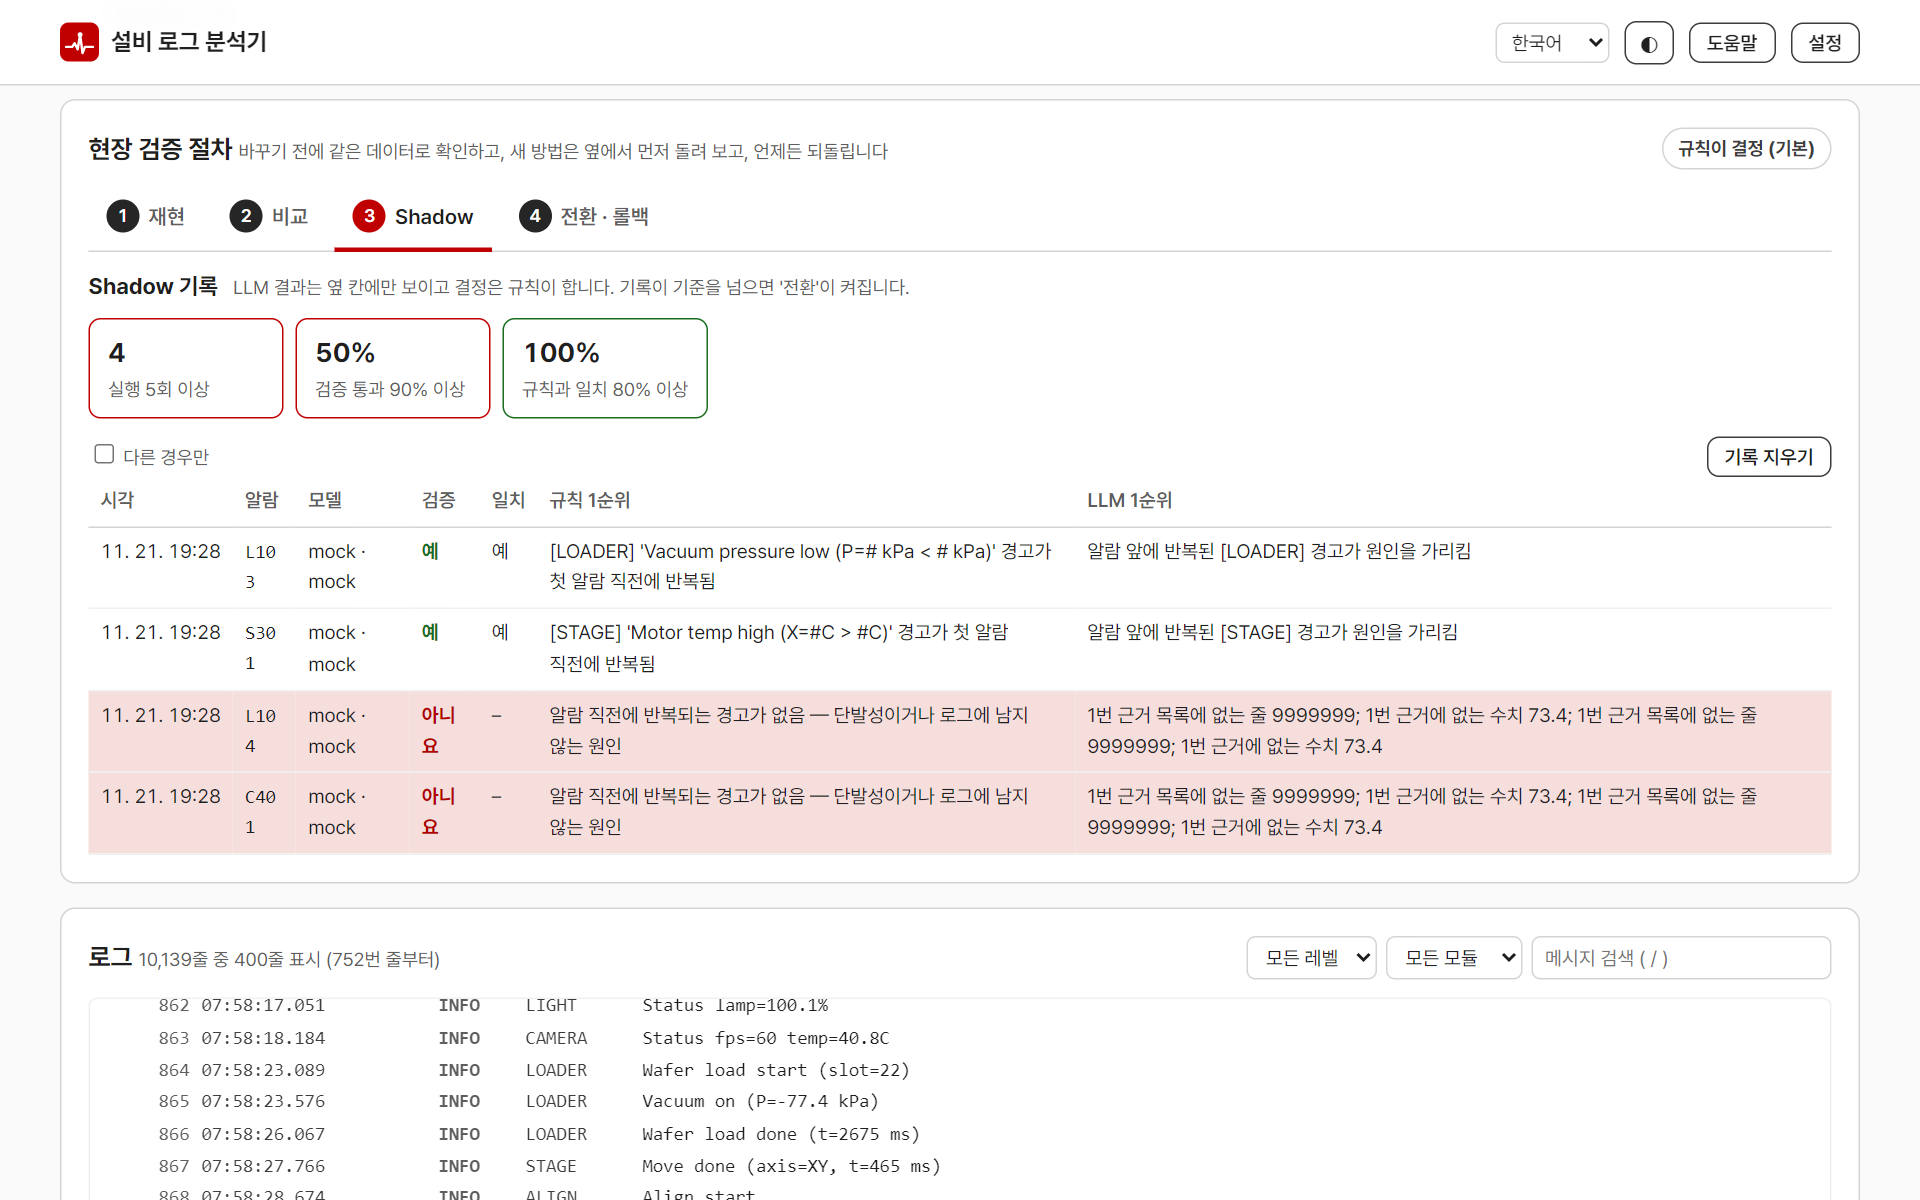 설비 로그 분석기
한국어
도움말
설정
현장 검증 절차 바꾸기 전에 같은 데이터로 확인하고, 새 방법은 옆에서 먼저 돌려 보고, 언제든 되돌립니다
규칙이 결정 (기본)
1 재현
2 비교
3 Shadow
4 전환 · 롤백
Shadow 기록 LLM 결과는 옆 칸에만 보이고 결정은 규칙이 합니다. 기록이 기준을 넘으면 '전환'이 켜집니다.
4
실행 5회 이상
50%
검증 통과 90% 이상
100%
규칙과 일치 80% 이상
다른 경우만
기록 지우기
시각 알람 모델 검증 일치 규칙 1순위 LLM 1순위
11. 21. 19:28 L10 mock · 예 예 [LOADER] 'Vacuum pressure low (P=# kPa < # kPa)' 경고가 알람 앞에 반복된 [LOADER] 경고가 원인을 가리킴
3 mock 첫 알람 직전에 반복됨
11. 21. 19:28 S30 mock · 예 예 [STAGE] 'Motor temp high (X=#C > #C)' 경고가 첫 알람 알람 앞에 반복된 [STAGE] 경고가 원인을 가리킴
1 mock 직전에 반복됨
11. 21. 19:28 L10 mock · 아니 – 알람 직전에 반복되는 경고가 없음 — 단발성이거나 로그에 남지 1번 근거 목록에 없는 줄 9999999; 1번 근거에 없는 수치 73.4; 1번 근거 목록에 없는 줄
4 mock 요 않는 원인 9999999; 1번 근거에 없는 수치 73.4
11. 21. 19:28 C40 mock · 아니 – 알람 직전에 반복되는 경고가 없음 — 단발성이거나 로그에 남지 1번 근거 목록에 없는 줄 9999999; 1번 근거에 없는 수치 73.4; 1번 근거 목록에 없는 줄
1 mock 요 않는 원인 9999999; 1번 근거에 없는 수치 73.4
로그 10,139줄 중 400줄 표시 (752번 줄부터)
모든 레벨
모든 모듈
메시지 검색 ( / )
862 07:58:17.051 INFO LIGHT Status lamp=100.1%
863 07:58:18.184 INFO CAMERA Status fps=60 temp=40.8C
864 07:58:23.089 INFO LOADER Wafer load start (slot=22)
865 07:58:23.576 INFO LOADER Vacuum on (P=-77.4 kPa)
866 07:58:26.067 INFO LOADER Wafer load done (t=2675 ms)
867 07:58:27.766 INFO STAGE Move done (axis=XY, t=465 ms)
868 07:58:28.674 INFO ALIGN Align start